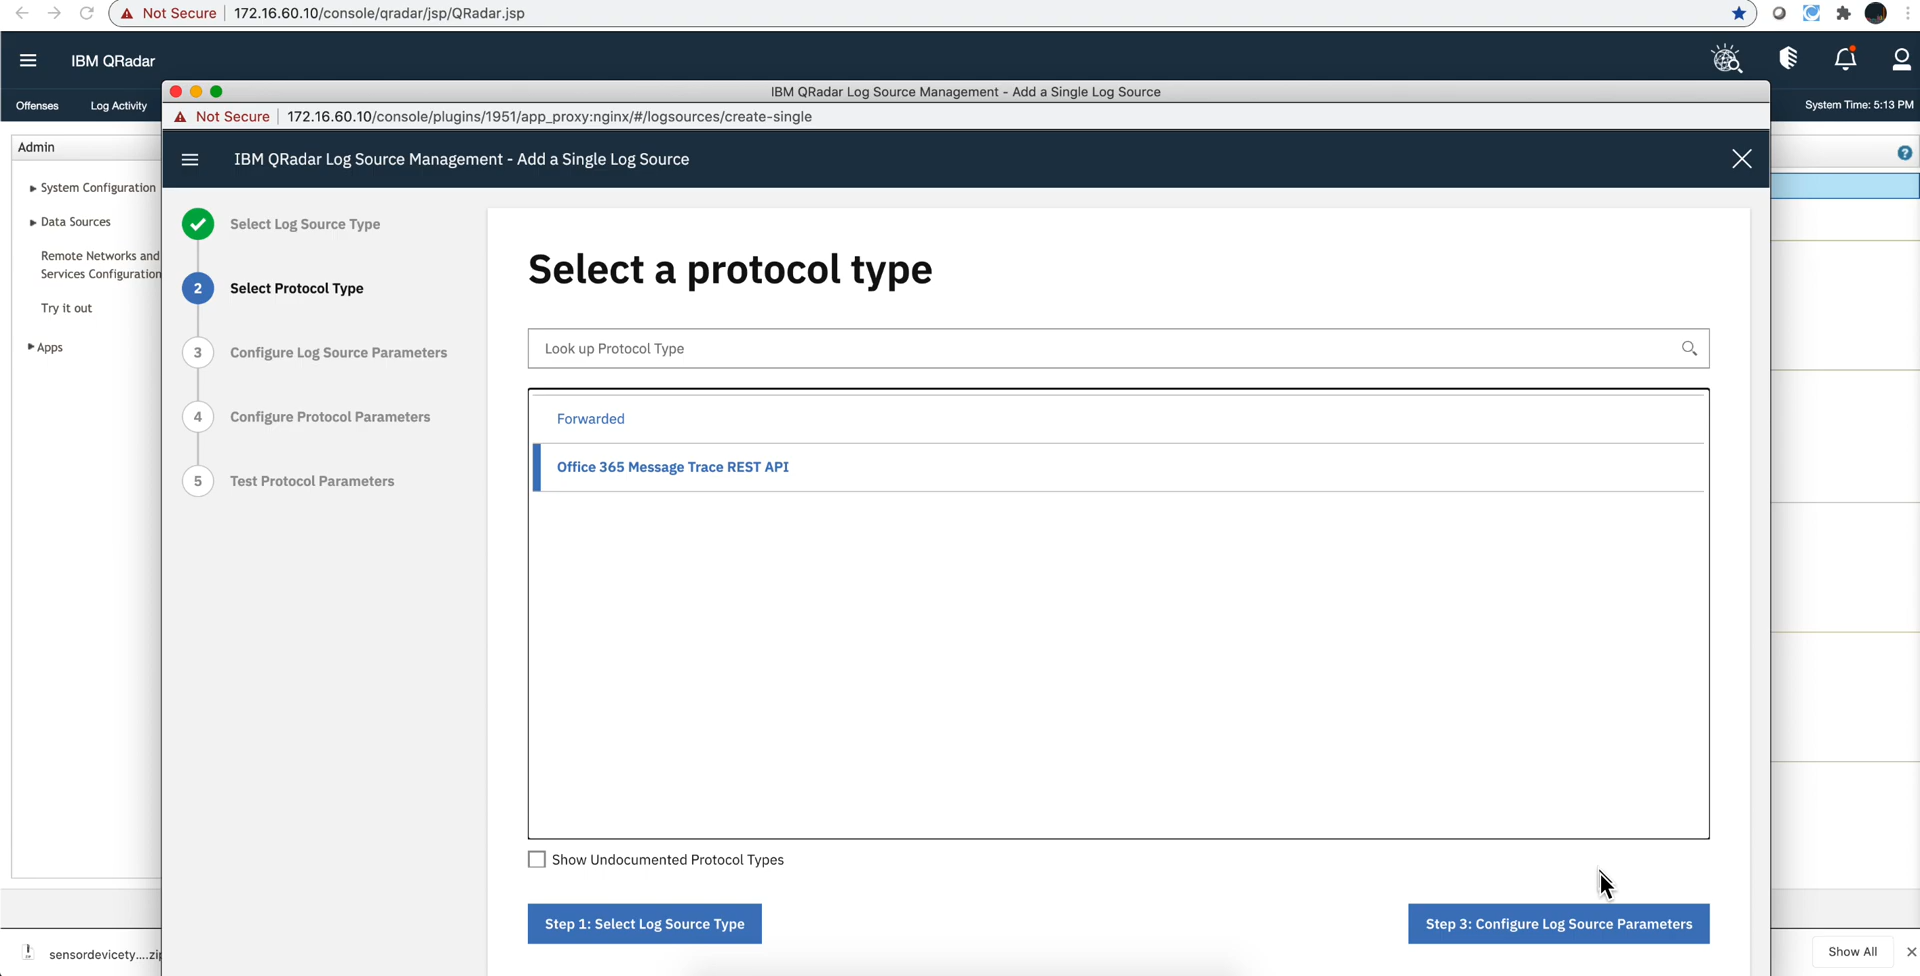 Not Secure 172.16.60.10/console/qradar/jsp/QRadar.jsp
IBM QRadar
Offenses Log Activity
System Time: 5:13 PM
IBM QRadar Log Source Management - Add a Single Log Source
Not Secure 172.16.60.10/console/plugins/1951/app_proxy:nginx/#/logsources/create-single
IBM QRadar Log Source Management - Add a Single Log Source
Admin
System Configuration
Data Sources
Remote Networks and
Services Configuration
Try it out
Apps
Select Log Source Type
2 Select Protocol Type
3 Configure Log Source Parameters
4 Configure Protocol Parameters
5 Test Protocol Parameters
Select a protocol type
Look up Protocol Type
Forwarded
Office 365 Message Trace REST API
Show Undocumented Protocol Types
Step 1: Select Log Source Type
Step 3: Configure Log Source Parameters
sensordevicety....zip
Show All